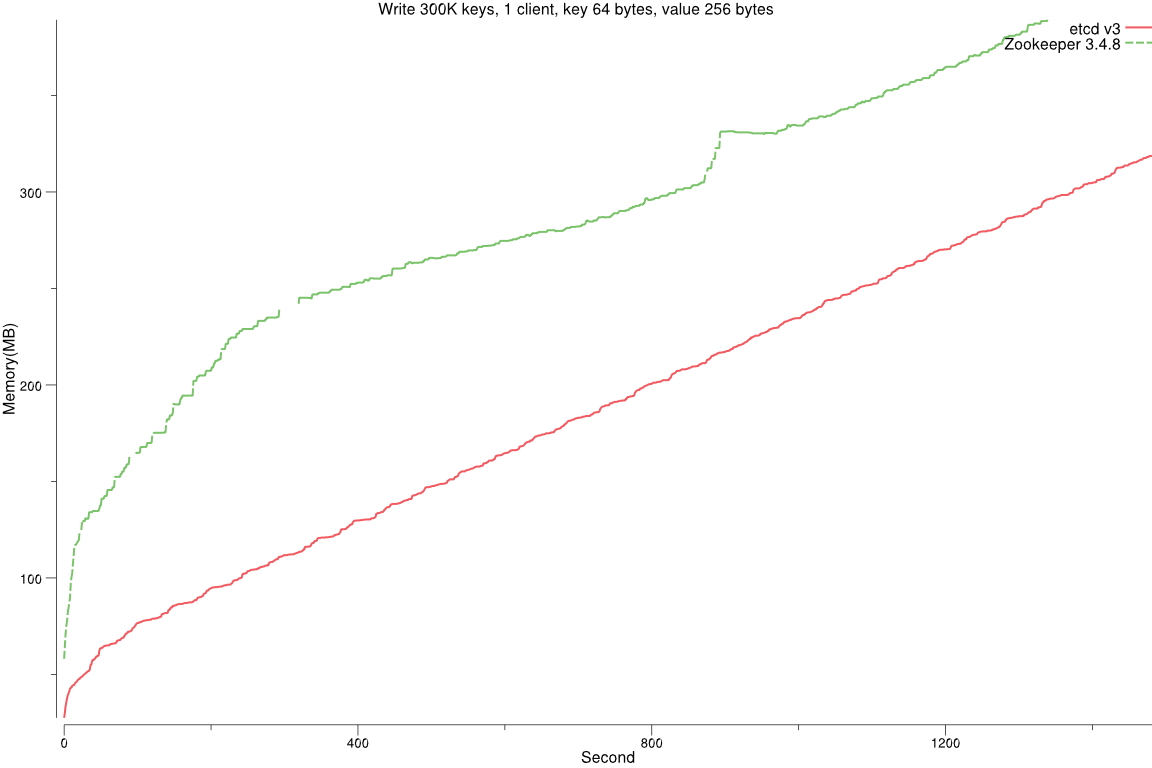 Write 300K keys, 1 client, key 64 bytes, value 256 bytes
etcd v3
Zookeeper 3.4.8
Memory(MB)
300
200
100
0 400 800 1200
Second